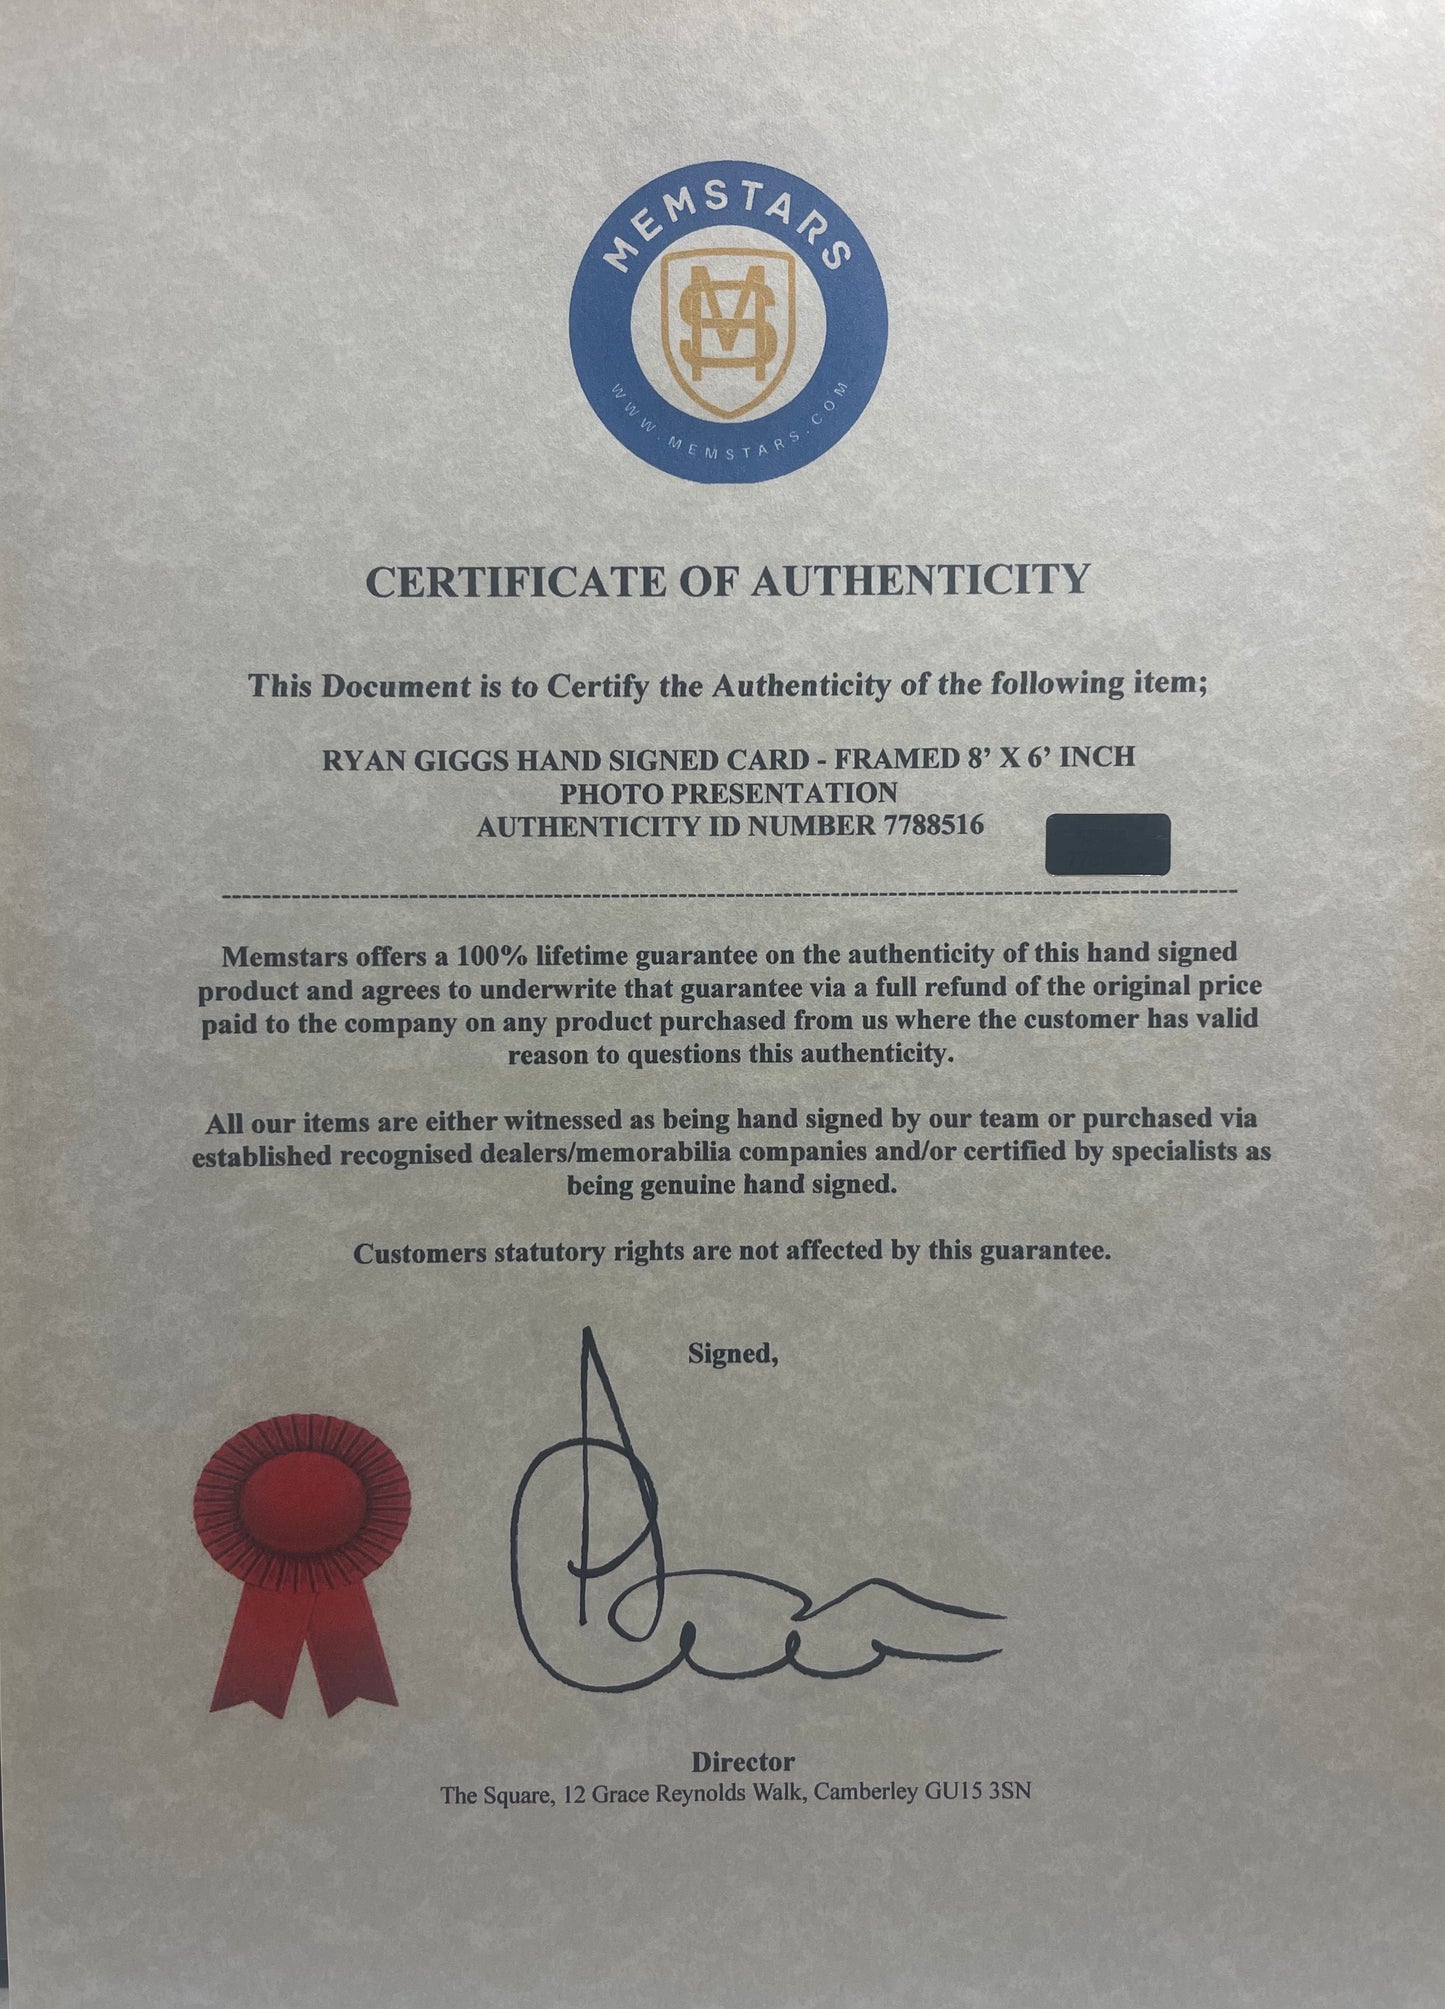 MEMSTARS
WWW.MEMSTARS.COM
CERTIFICATE OF AUTHENTICITY
This Document is to Certify the Authenticity of the following item;
RYAN GIGGS HAND SIGNED CARD - FRAMED 8’ X 6’ INCH
PHOTO PRESENTATION
AUTHENTICITY ID NUMBER 7788516
Memstars offers a 100% lifetime guarantee on the authenticity of this hand signed
product and agrees to underwrite that guarantee via a full refund of the original price
paid to the company on any product purchased from us where the customer has valid
reason to questions this authenticity.
All our items are either witnessed as being hand signed by our team or purchased via
established recognised dealers/memorabilia companies and/or certified by specialists as
being genuine hand signed.
Customers statutory rights are not affected by this guarantee.
Signed,
Director
The Square, 12 Grace Reynolds Walk, Camberley GU15 3SN